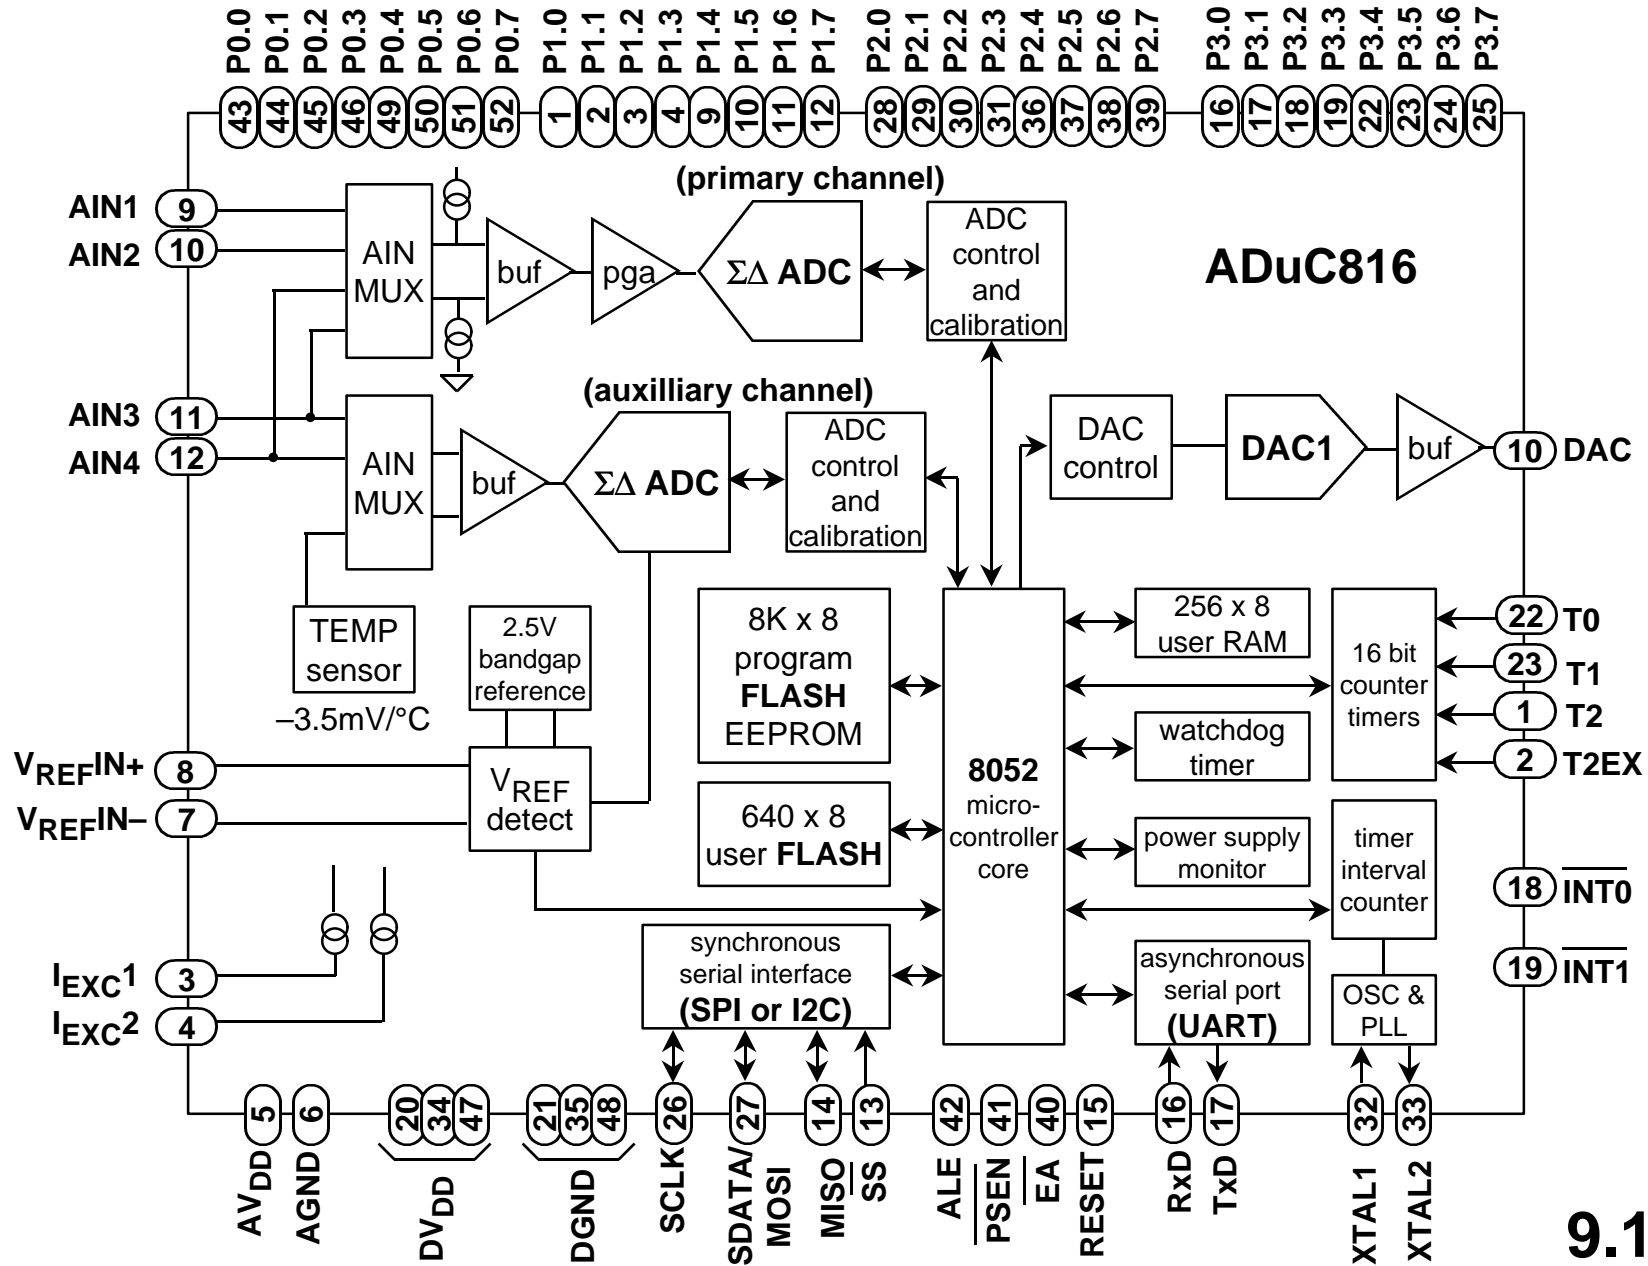 P0.0 P0.1 P0.2 P0.3 P0.4 P0.5 P0.6 P0.7 P1.0 P1.1 P1.2 P1.3 P1.4 P1.5 P1.6 P1.7 P2.0 P2.1 P2.2 P2.3 P2.4 P2.5 P2.6 P2.7 P3.0 P3.1 P3.2 P3.3 P3.4 P3.5 P3.6 P3.7
43 44 45 46 49 50 51 52 1 2 3 4 9 10 11 12 28 29 30 31 36 37 38 39 16 17 18 19 22 23 24 25
AIN1 9
AIN2 10
AIN
MUX
buf
pga
(primary channel)
ΣΔ ADC
ADC
control
and
calibration
ADuC816
AIN3 11
AIN4 12
AIN
MUX
buf
(auxilliary channel)
ΣΔ ADC
ADC
control
and
calibration
DAC
control
DAC1
buf
10 DAC
TEMP
sensor
–3.5mV/°C
2.5V
bandgap
reference
8K x 8
program
FLASH
EEPROM
640 x 8
user FLASH
8052
micro-
controller
core
256 x 8
user RAM
watchdog
timer
power supply
monitor
16 bit
counter
timers
22 T0
23 T1
1 T2
2 T2EX
VREFIN+ 8
VREFIN– 7
VREF
detect
timer
interval
counter
18 INT0
19 INT1
IEXC1 3
IEXC2 4
synchronous
serial interface
(SPI or I2C)
asynchronous
serial port
(UART)
OSC &
PLL
5 6 20 34 47 21 35 48 26 27 14 13 42 41 40 15 16 17 32 33
AVDD
AGND
DVDD
DGND
SCLK
SDATA/
MOSI
MISO
SS
ALE
PSEN
EA
RESET
RxD
TxD
XTAL1
XTAL2
9.1